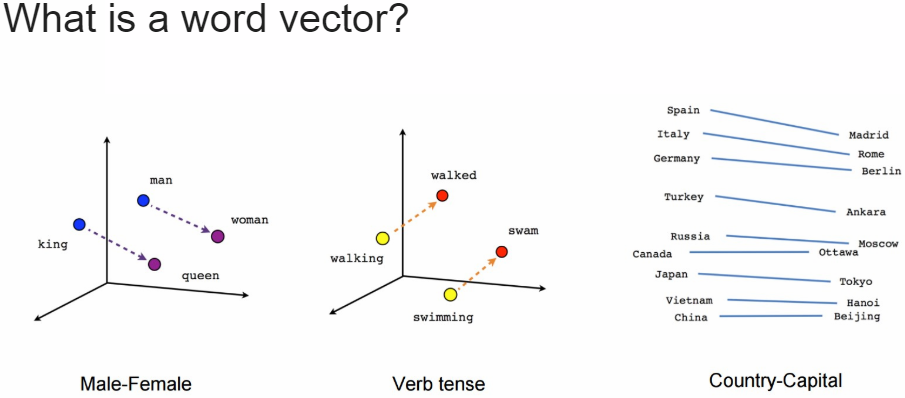 What is a word vector?
man
woman
king
queen
Male-Female
walked
swam
walking
swimming
Verb tense
Spain
Madrid
Italy
Rome
Germany
Berlin
Turkey
Ankara
Russia
Moscow
Canada
Ottawa
Japan
Tokyo
Vietnam
Hanoi
China
Beijing
Country-Capital